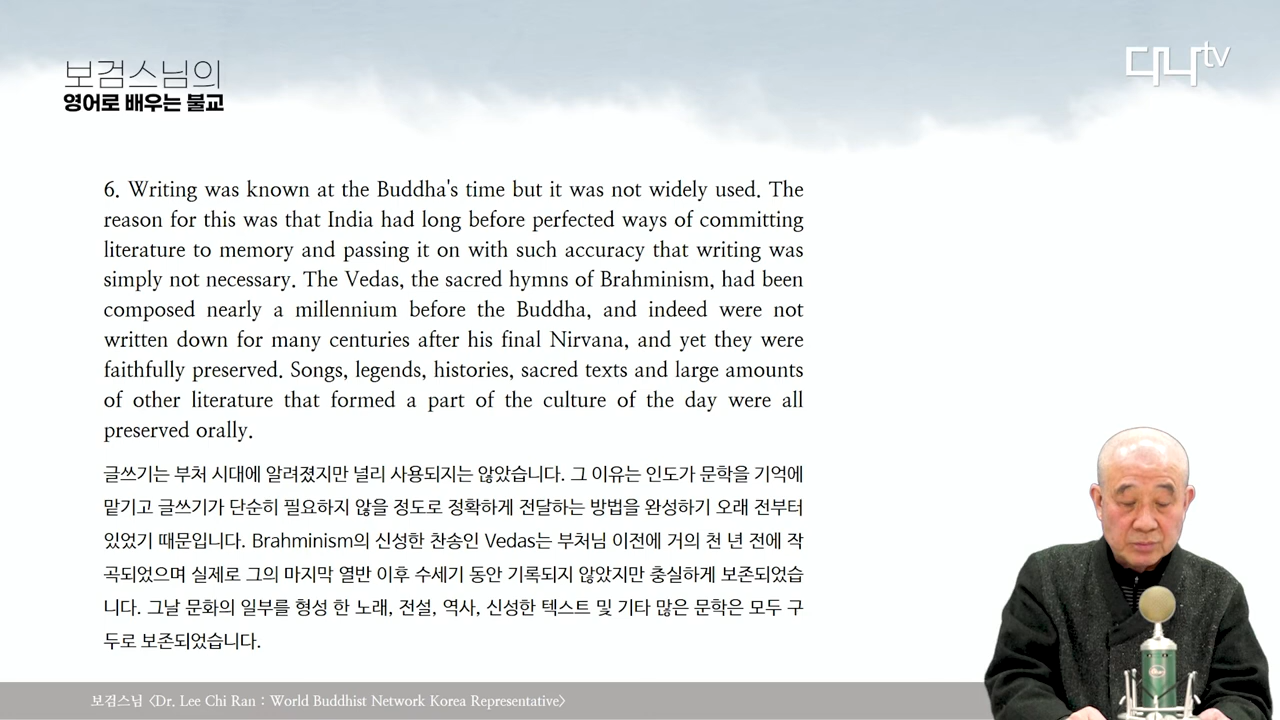 보검스님의
영어로 배우는 불교
다나tv
6. Writing was known at the Buddha's time but it was not widely used. The
reason for this was that India had long before perfected ways of committing
literature to memory and passing it on with such accuracy that writing was
simply not necessary. The Vedas, the sacred hymns of Brahminism, had been
composed nearly a millennium before the Buddha, and indeed were not
written down for many centuries after his final Nirvana, and yet they were
faithfully preserved. Songs, legends, histories, sacred texts and large amounts
of other literature that formed a part of the culture of the day were all
preserved orally.
글쓰기는 부처 시대에 알려졌지만 널리 사용되지는 않았습니다. 그 이유는 인도가 문학을 기억에
맡기고 글쓰기가 단순히 필요하지 않을 정도로 정확하게 전달하는 방법을 완성하기 오래 전부터
있었기 때문입니다. Brahminism의 신성한 찬송인 Vedas는 부처님 이전에 거의 천 년 전에 작
곡되었으며 실제로 그의 마지막 열반 이후 수세기 동안 기록되지 않았지만 충실하게 보존되었습
니다. 그날 문화의 일부를 형성 한 노래, 전설, 역사, 신성한 텍스트 및 기타 많은 문학은 모두 구
두로 보존되었습니다.
보검스님 <Dr. Lee Chi Ran : World Buddhist Network Korea Representative>